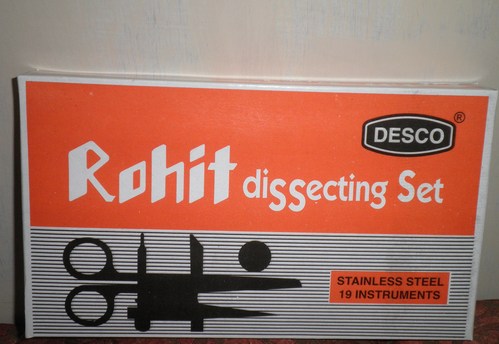 DESCO ®
Rohit dissecting Set
STAINLESS STEEL
19 INSTRUMENTS